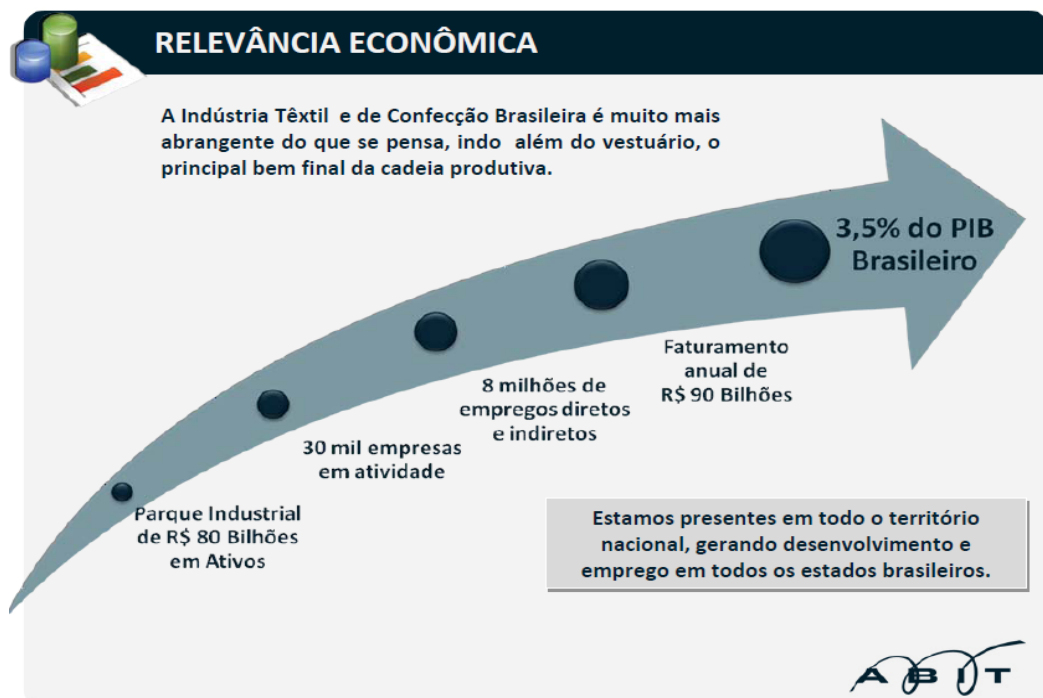 RELEVÂNCIA ECONÔMICA
A Indústria Têxtil e de Confecção Brasileira é muito mais
abrangente do que se pensa, indo além do vestuário, o
principal bem final da cadeia produtiva.
3,5% do PIB
Brasileiro
Faturamento
anual de
R$ 90 Bilhões
8 milhões de
empregos diretos
e indiretos
30 mil empresas
em atividade
Parque Industrial
de R$ 80 Bilhões
em Ativos
Estamos presentes em todo o território
nacional, gerando desenvolvimento e
emprego em todos os estados brasileiros.
ABIT